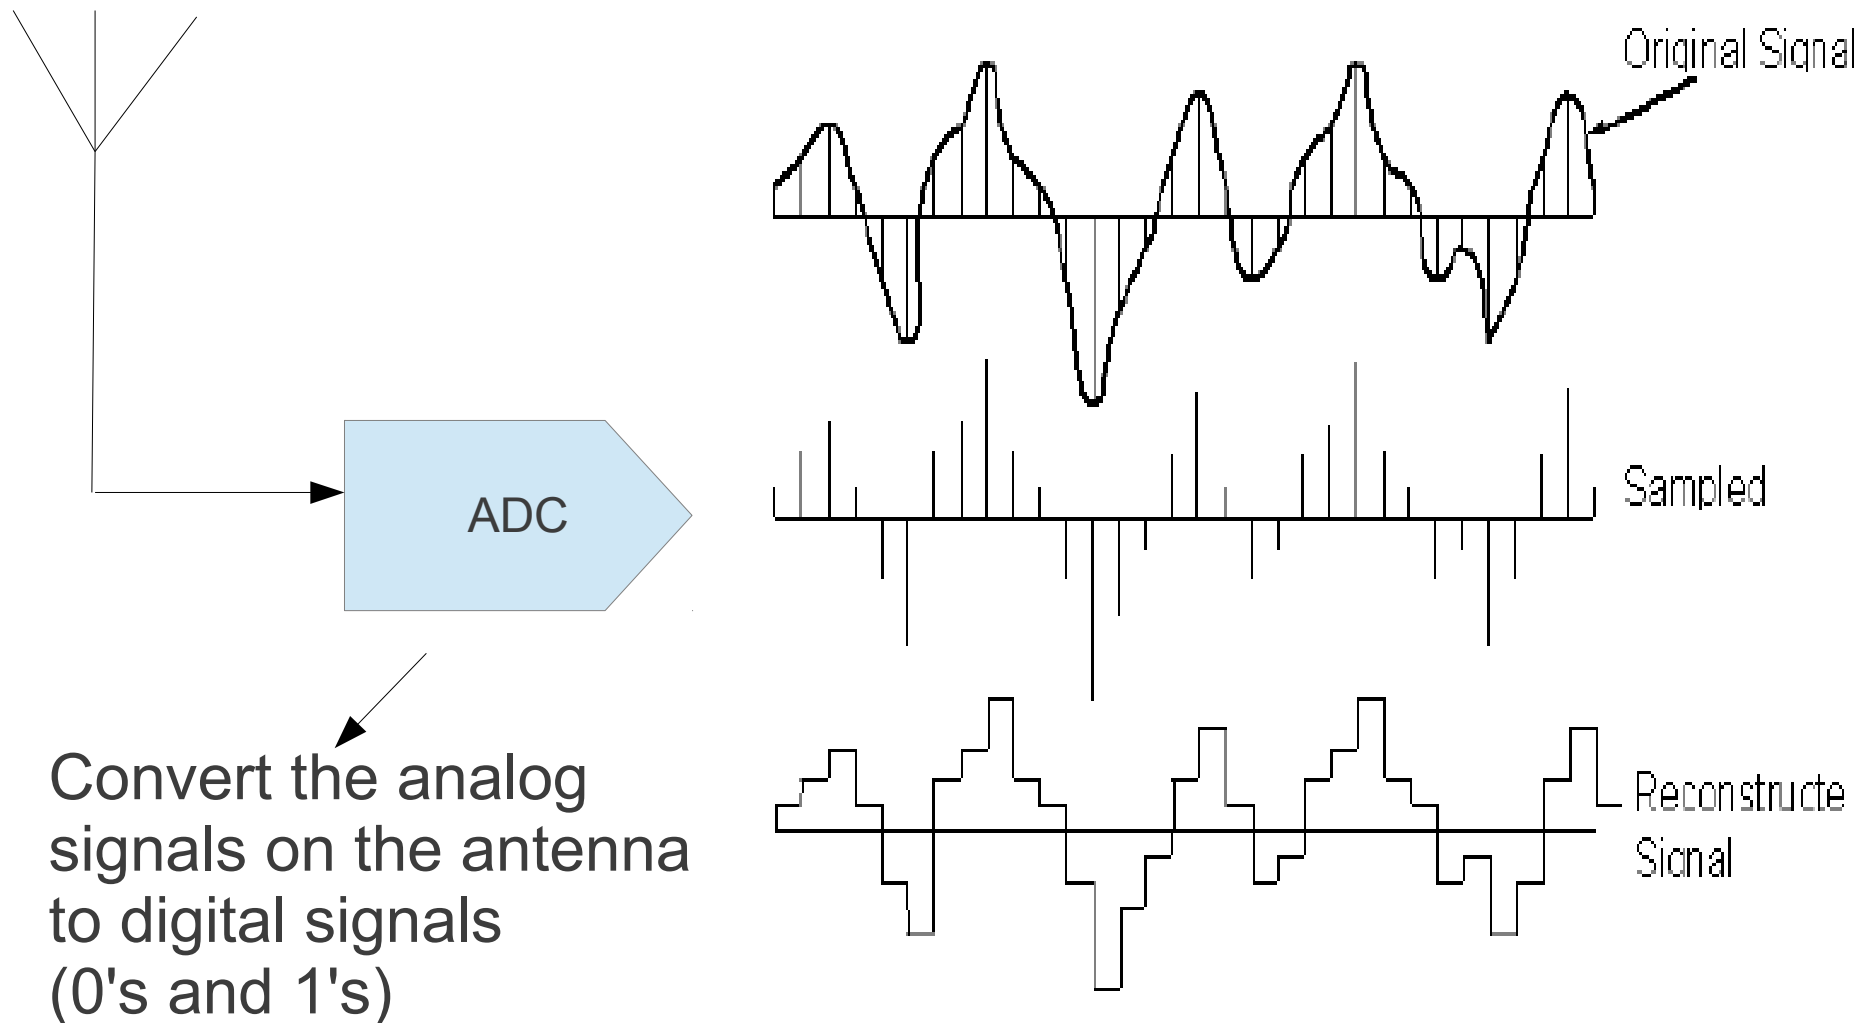 Original Signal
ADC
Sampled
Convert the analog
signals on the antenna
to digital signals
(0's and 1's)
Reconstructe
Signal